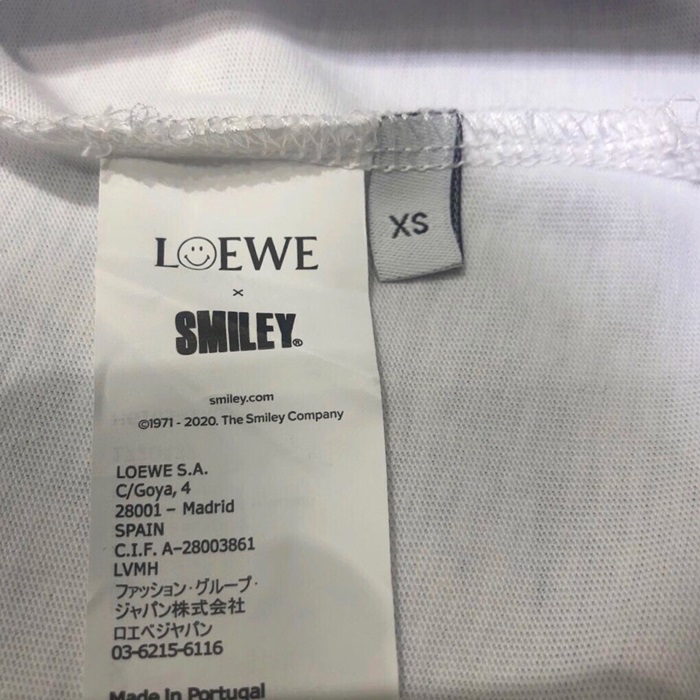 XS
LOEWE
×
SMILEY®
smiley.com
©1971 - 2020. The Smiley Company
LOEWE S.A.
C/Goya, 4
28001 – Madrid
SPAIN
C.I.F. A-28003861
LVMH
ファッション・グループ・
ジャパン株式会社
ロエベジャパン
03-6215-6116
Made In Portugal